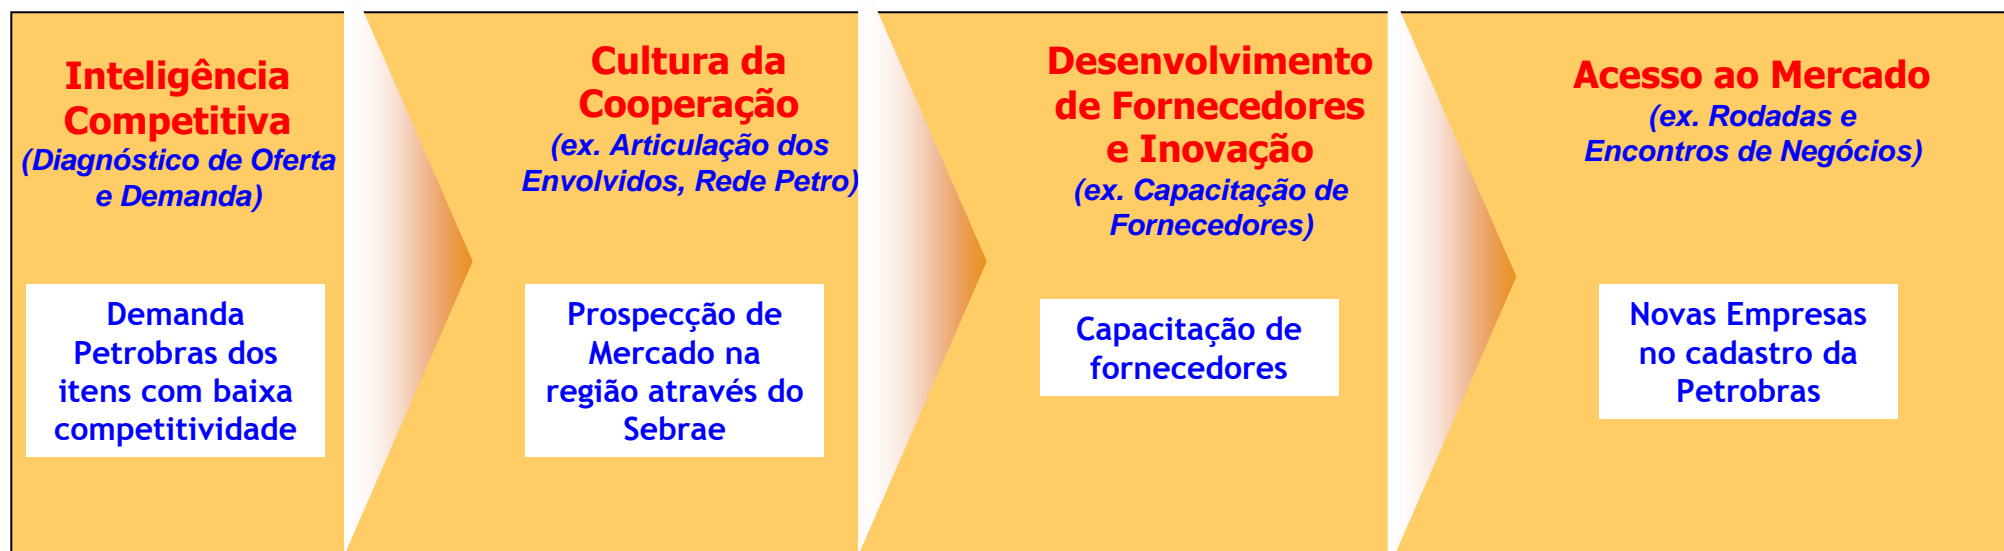 Inteligência
Competitiva
(Diagnóstico de Oferta
e Demanda)
Demanda
Petrobras dos
itens com baixa
competitividade
Cultura da
Cooperação
(ex. Articulação dos
Envolvidos, Rede Petro)
Prospecção de
Mercado na
região através do
Sebrae
Desenvolvimento
de Fornecedores
e Inovação
(ex. Capacitação de
Fornecedores)
Capacitação de
fornecedores
Acesso ao Mercado
(ex. Rodadas e
Encontros de Negócios)
Novas Empresas
no cadastro da
Petrobras